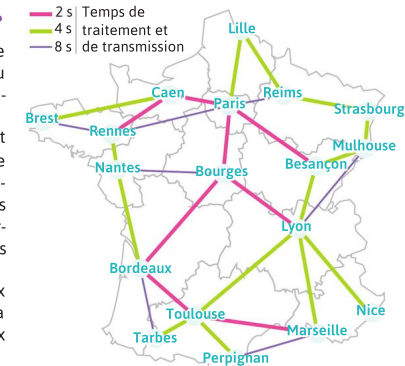 2 s Temps de
4 s traitement et
8 s de transmission
Lille
Caen
Paris
Reims
Strasbourg
Brest
Rennes
Mulhouse
Besançon
Nantes
Bourges
Lyon
Bordeaux
Toulouse
Nice
Marseille
Tarbes
Perpignan